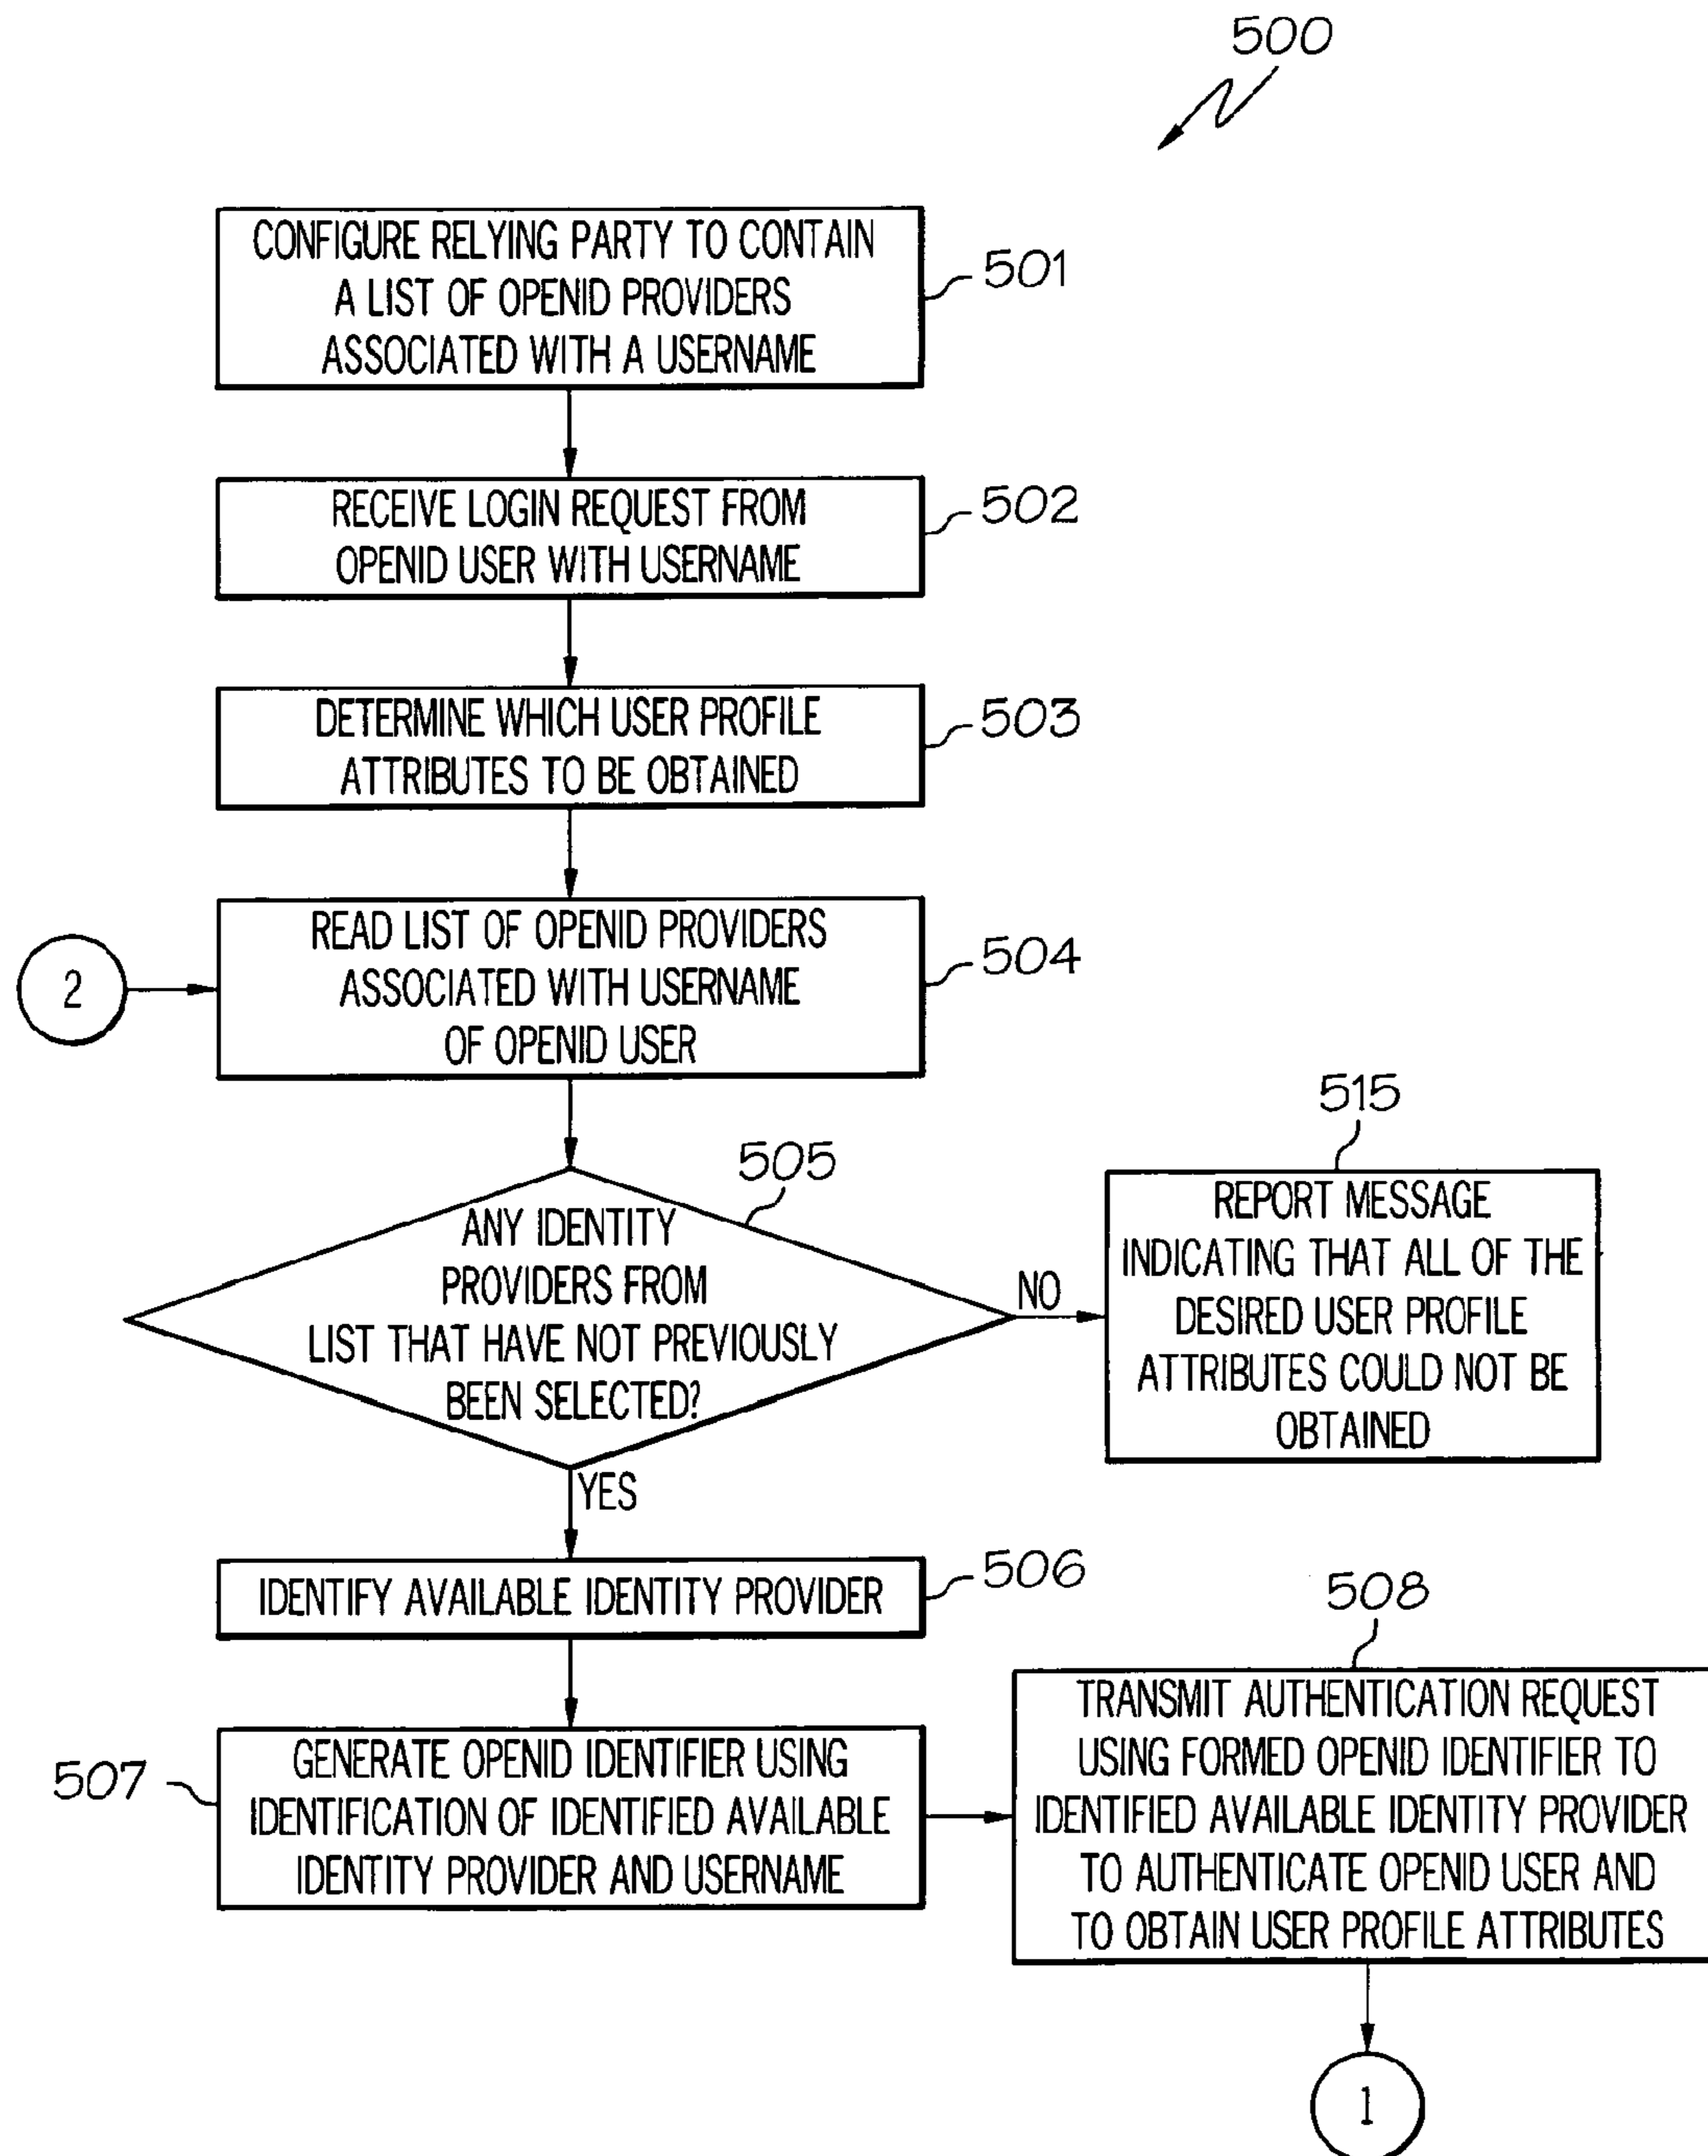 500
CONFIGURE RELYING PARTY TO CONTAIN
A LIST OF OPENID PROVIDERS
ASSOCIATED WITH A USERNAME
501
RECEIVE LOGIN REQUEST FROM
OPENID USER WITH USERNAME
502
DETERMINE WHICH USER PROFILE
ATTRIBUTES TO BE OBTAINED
503
2
READ LIST OF OPENID PROVIDERS
ASSOCIATED WITH USERNAME
OF OPENID USER
504
505
ANY IDENTITY
PROVIDERS FROM
LIST THAT HAVE NOT PREVIOUSLY
BEEN SELECTED?
NO
515
REPORT MESSAGE
INDICATING THAT ALL OF THE
DESIRED USER PROFILE
ATTRIBUTES COULD NOT BE
OBTAINED
YES
IDENTIFY AVAILABLE IDENTITY PROVIDER
506
507
GENERATE OPENID IDENTIFIER USING
IDENTIFICATION OF IDENTIFIED AVAILABLE
IDENTITY PROVIDER AND USERNAME
508
TRANSMIT AUTHENTICATION REQUEST
USING FORMED OPENID IDENTIFIER TO
IDENTIFIED AVAILABLE IDENTITY PROVIDER
TO AUTHENTICATE OPENID USER AND
TO OBTAIN USER PROFILE ATTRIBUTES
1